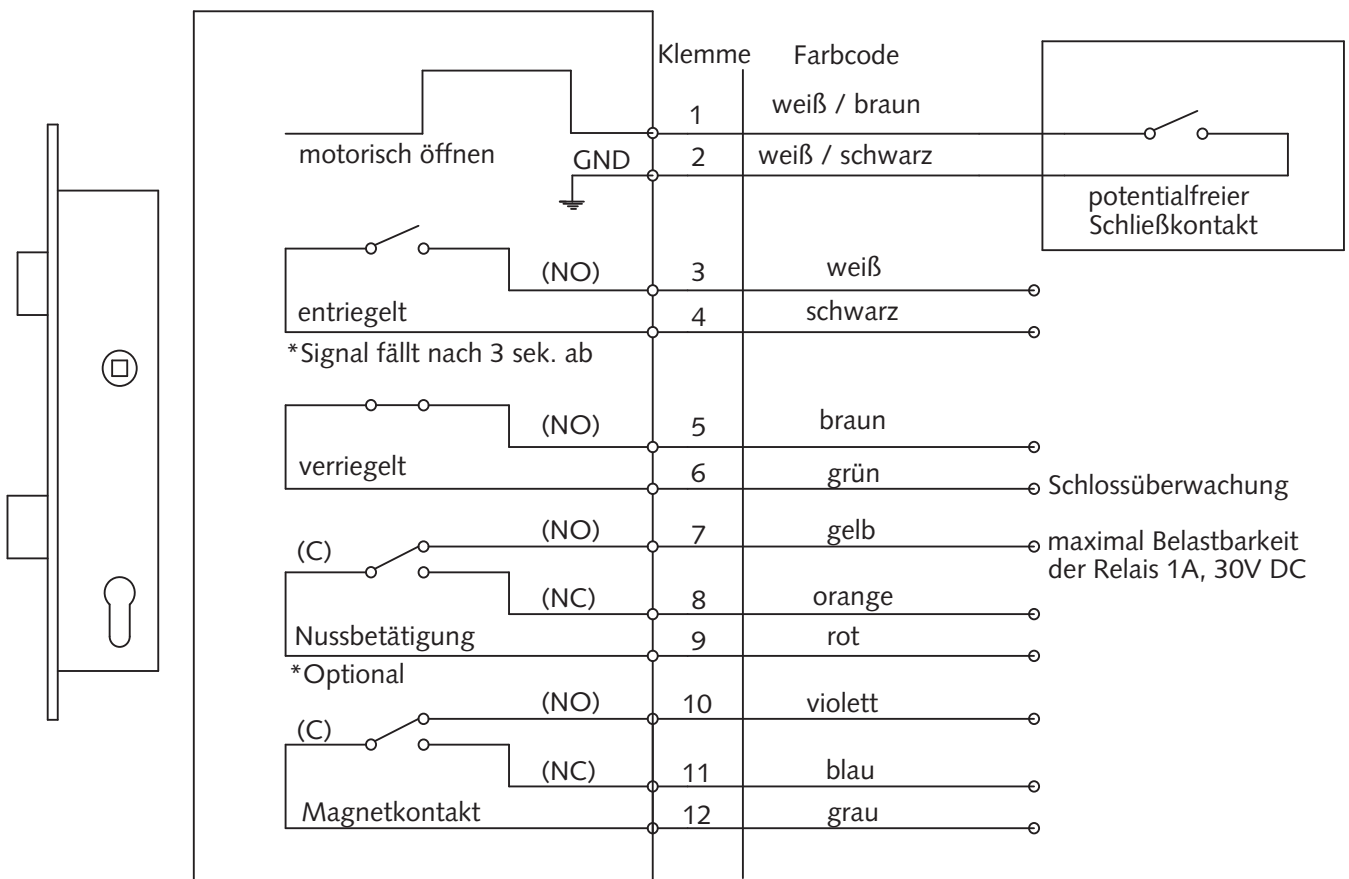 Klemme Farbcode
1 weiß / braun
motorisch öffnen GND 2 weiß / schwarz
potentialfreier
Schließkontakt
(NO) 3 weiß
entriegelt 4 schwarz
*Signal fällt nach 3 sek. ab
(NO) 5 braun
verriegelt 6 grün Schlossüberwachung
(C) (NO) 7 gelb maximal Belastbarkeit
der Relais 1A, 30V DC
(NC) 8 orange
Nussbetätigung 9 rot
*Optional
(C) (NO) 10 violett
(NC) 11 blau
Magnetkontakt 12 grau